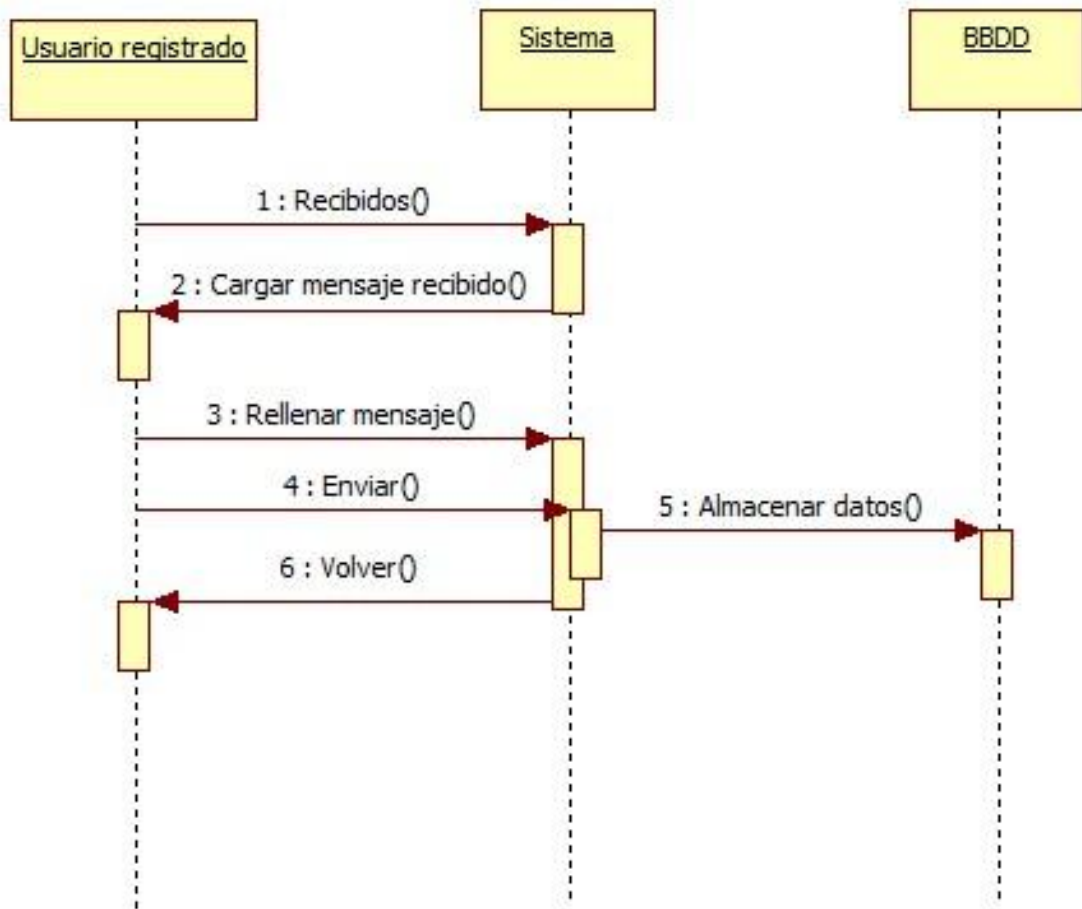 Usuario registrado
Sistema
BBDD
1 : Recibidos()
2 : Cargar mensaje recibido()
3 : Rellenar mensaje()
4 : Enviar()
5 : Almacenar datos()
6 : Volver()